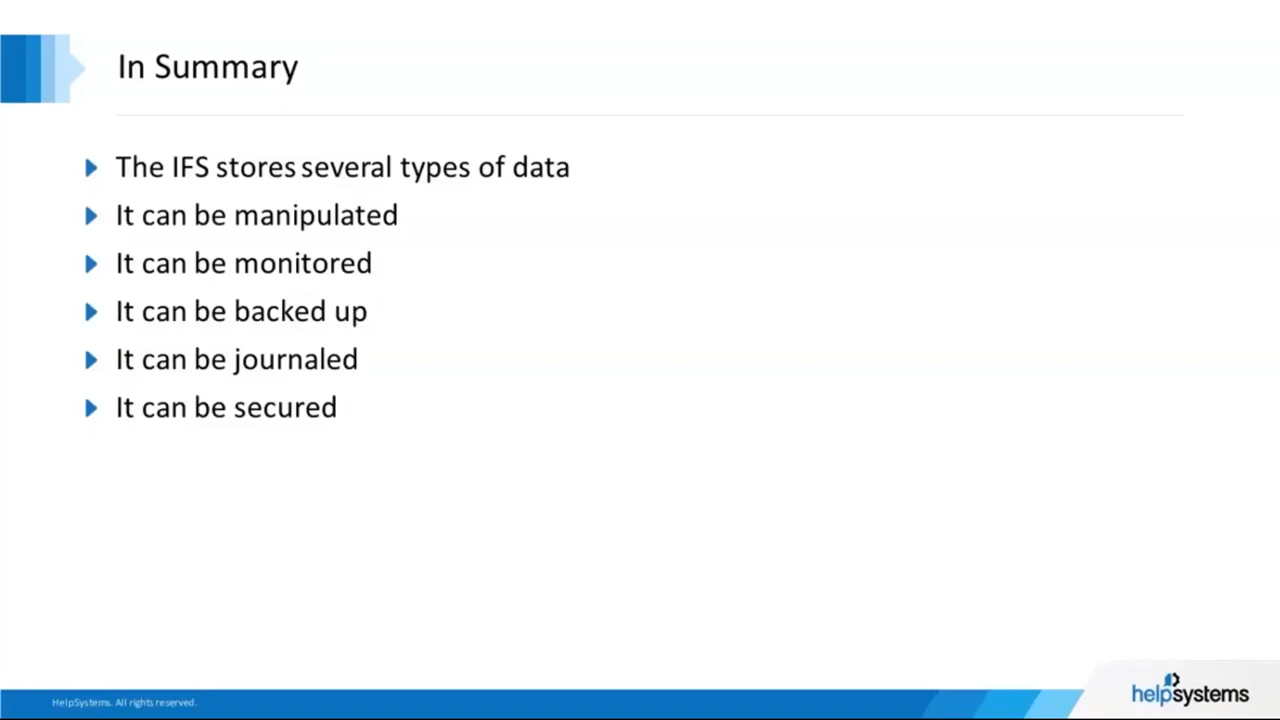 In Summary
The IFS stores several types of data
It can be manipulated
It can be monitored
It can be backed up
It can be journaled
It can be secured
HelpSystems. All rights reserved.
helpsystems